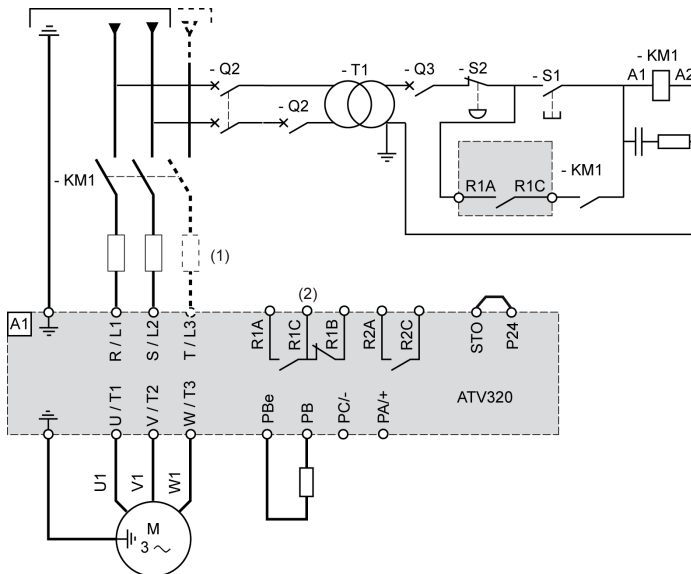 - Q2
- T1
- Q3
- S2
- S1
- KM1
A1
A2
- Q2
- KM1
R1A
R1C
- KM1
(1)
(2)
A1
R / L1
S / L2
T / L3
R1A
R1C
R1B
R2A
R2C
STO
P24
ATV320
U / T1
V / T2
W / T3
PBe
PB
PC/-
PA/+
U1
V1
W1
M
3 ~